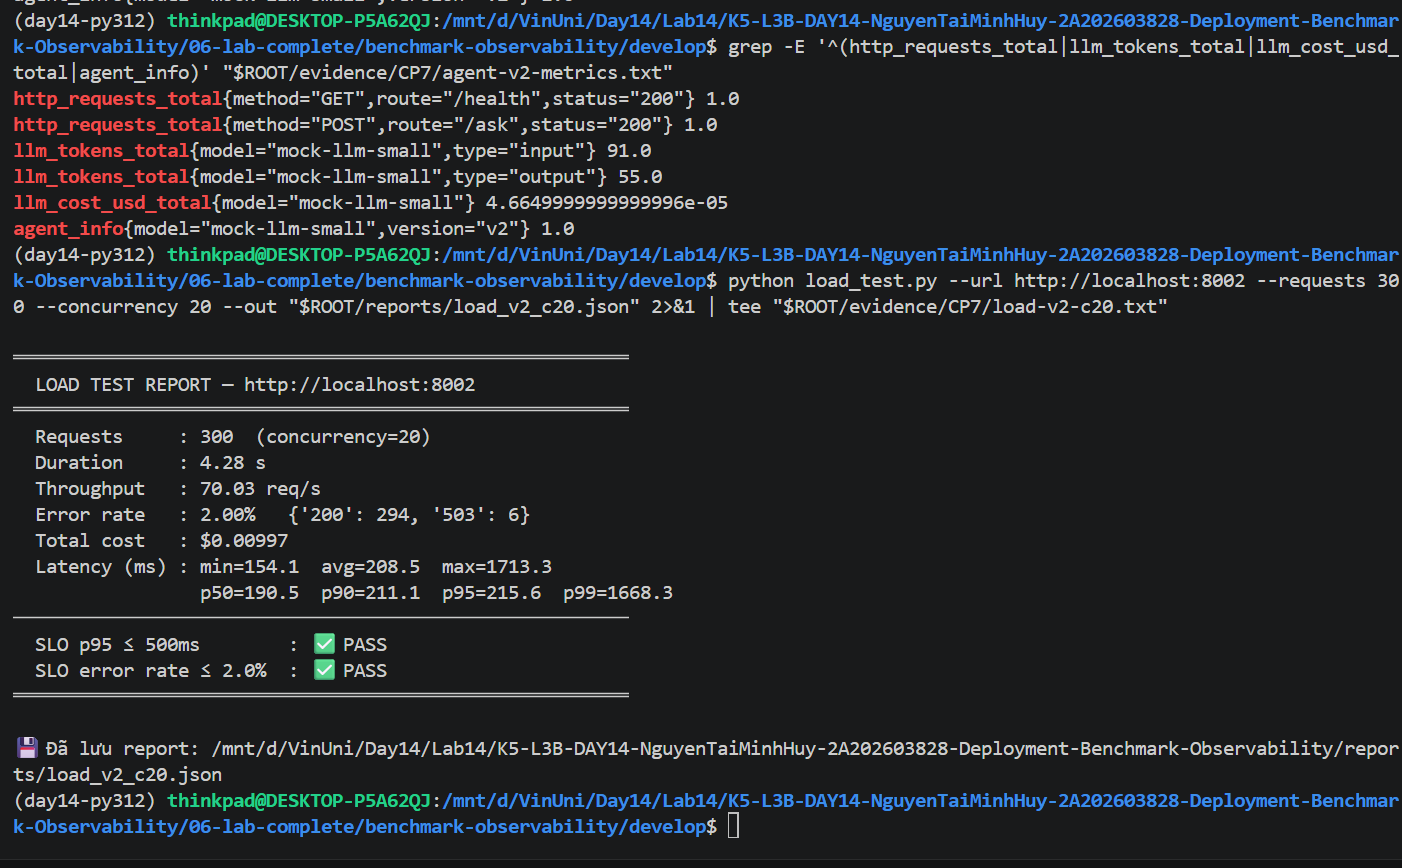 (day14-py312) thinkpad@DESKTOP-P5A62QJ:/mnt/d/VinUni/Day14/Lab14/K5-L3B-DAY14-NguyenTaiMinhHuy-2A202603828-Deployment-Benchmar
k-Observability/06-lab-complete/benchmark-observability/develop$ grep -E '^(http_requests_total|llm_tokens_total|llm_cost_usd_
total|agent_info)' "$ROOT/evidence/CP7/agent-v2-metrics.txt"
http_requests_total{method="GET",route="/health",status="200"} 1.0
http_requests_total{method="POST",route="/ask",status="200"} 1.0
llm_tokens_total{model="mock-llm-small",type="input"} 91.0
llm_tokens_total{model="mock-llm-small",type="output"} 55.0
llm_cost_usd_total{model="mock-llm-small"} 4.6649999999999996e-05
agent_info{model="mock-llm-small",version="v2"} 1.0
(day14-py312) thinkpad@DESKTOP-P5A62QJ:/mnt/d/VinUni/Day14/Lab14/K5-L3B-DAY14-NguyenTaiMinhHuy-2A202603828-Deployment-Benchmar
k-Observability/06-lab-complete/benchmark-observability/develop$ python load_test.py --url http://localhost:8002 --requests 30
0 --concurrency 20 --out "$ROOT/reports/load_v2_c20.json" 2>&1 | tee "$ROOT/evidence/CP7/load-v2-c20.txt"
LOAD TEST REPORT — http://localhost:8002
Requests : 300 (concurrency=20)
Duration : 4.28 s
Throughput : 70.03 req/s
Error rate : 2.00% {'200': 294, '503': 6}
Total cost : $0.00997
Latency (ms) : min=154.1 avg=208.5 max=1713.3
p50=190.5 p90=211.1 p95=215.6 p99=1668.3
SLO p95 ≤ 500ms : ✅ PASS
SLO error rate ≤ 2.0% : ✅ PASS
💾 Đã lưu report: /mnt/d/VinUni/Day14/Lab14/K5-L3B-DAY14-NguyenTaiMinhHuy-2A202603828-Deployment-Benchmark-Observability/repor
ts/load_v2_c20.json
(day14-py312) thinkpad@DESKTOP-P5A62QJ:/mnt/d/VinUni/Day14/Lab14/K5-L3B-DAY14-NguyenTaiMinhHuy-2A202603828-Deployment-Benchmar
k-Observability/06-lab-complete/benchmark-observability/develop$